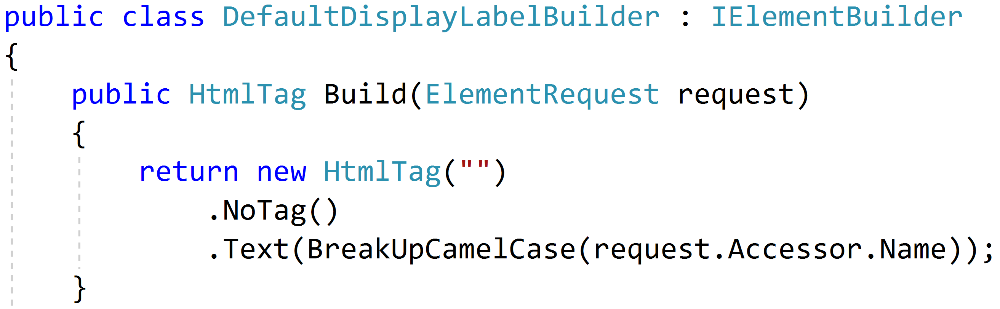 public class DefaultDisplayLabelBuilder : IElementBuilder
{
    public HtmlTag Build(ElementRequest request)
    {
        return new HtmlTag("")
            .NoTag()
            .Text(BreakUpCamelCase(request.Accessor.Name));
    }